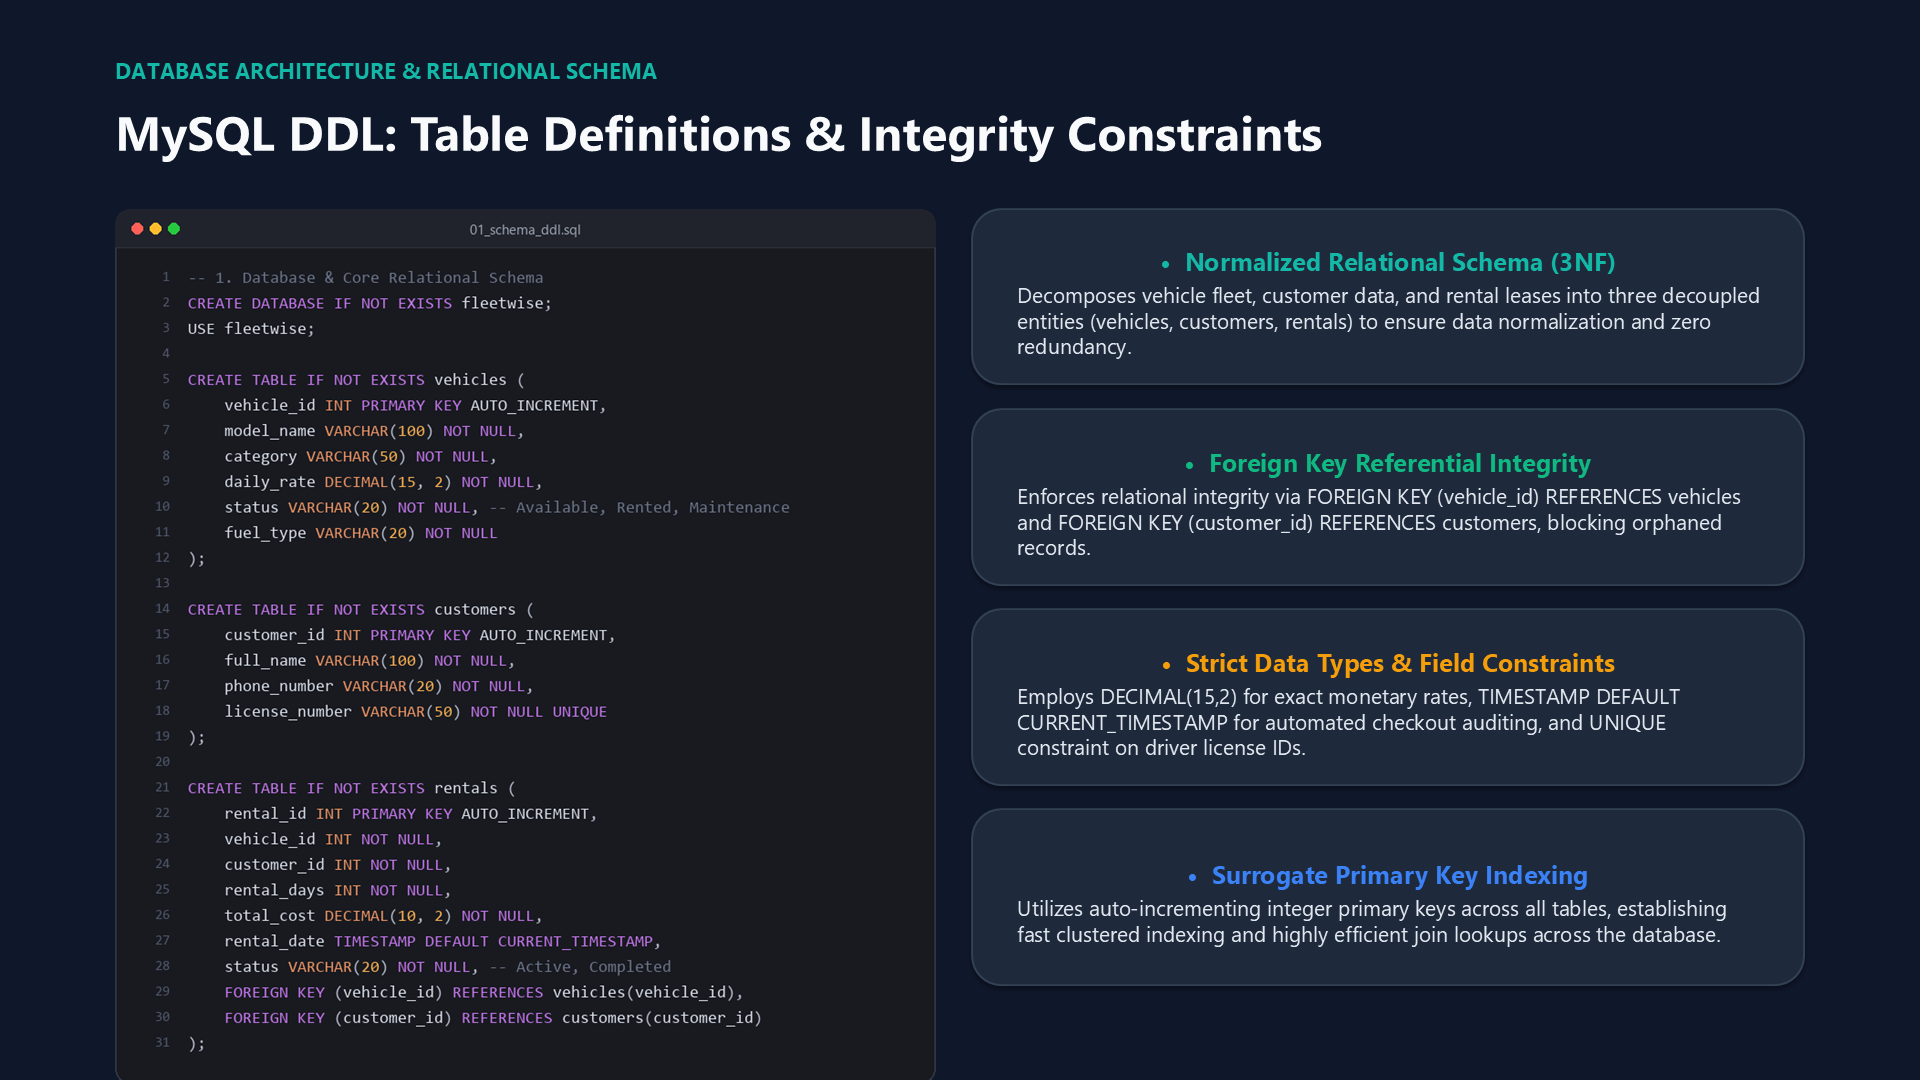 DATABASE ARCHITECTURE & RELATIONAL SCHEMA
MySQL DDL: Table Definitions & Integrity Constraints
01_schema_ddl.sql
1 -- 1. Database & Core Relational Schema
2 CREATE DATABASE IF NOT EXISTS fleetwise;
3 USE fleetwise;
4
5 CREATE TABLE IF NOT EXISTS vehicles (
6     vehicle_id INT PRIMARY KEY AUTO_INCREMENT,
7     model_name VARCHAR(100) NOT NULL,
8     category VARCHAR(50) NOT NULL,
9     daily_rate DECIMAL(15, 2) NOT NULL,
10     status VARCHAR(20) NOT NULL, -- Available, Rented, Maintenance
11     fuel_type VARCHAR(20) NOT NULL
12 );
13
14 CREATE TABLE IF NOT EXISTS customers (
15     customer_id INT PRIMARY KEY AUTO_INCREMENT,
16     full_name VARCHAR(100) NOT NULL,
17     phone_number VARCHAR(20) NOT NULL,
18     license_number VARCHAR(50) NOT NULL UNIQUE
19 );
20
21 CREATE TABLE IF NOT EXISTS rentals (
22     rental_id INT PRIMARY KEY AUTO_INCREMENT,
23     vehicle_id INT NOT NULL,
24     customer_id INT NOT NULL,
25     rental_days INT NOT NULL,
26     total_cost DECIMAL(10, 2) NOT NULL,
27     rental_date TIMESTAMP DEFAULT CURRENT_TIMESTAMP,
28     status VARCHAR(20) NOT NULL, -- Active, Completed
29     FOREIGN KEY (vehicle_id) REFERENCES vehicles(vehicle_id),
30     FOREIGN KEY (customer_id) REFERENCES customers(customer_id)
31 );
• Normalized Relational Schema (3NF)
Decomposes vehicle fleet, customer data, and rental leases into three decoupled
entities (vehicles, customers, rentals) to ensure data normalization and zero
redundancy.
• Foreign Key Referential Integrity
Enforces relational integrity via FOREIGN KEY (vehicle_id) REFERENCES vehicles
and FOREIGN KEY (customer_id) REFERENCES customers, blocking orphaned
records.
• Strict Data Types & Field Constraints
Employs DECIMAL(15,2) for exact monetary rates, TIMESTAMP DEFAULT
CURRENT_TIMESTAMP for automated checkout auditing, and UNIQUE
constraint on driver license IDs.
• Surrogate Primary Key Indexing
Utilizes auto-incrementing integer primary keys across all tables, establishing
fast clustered indexing and highly efficient join lookups across the database.